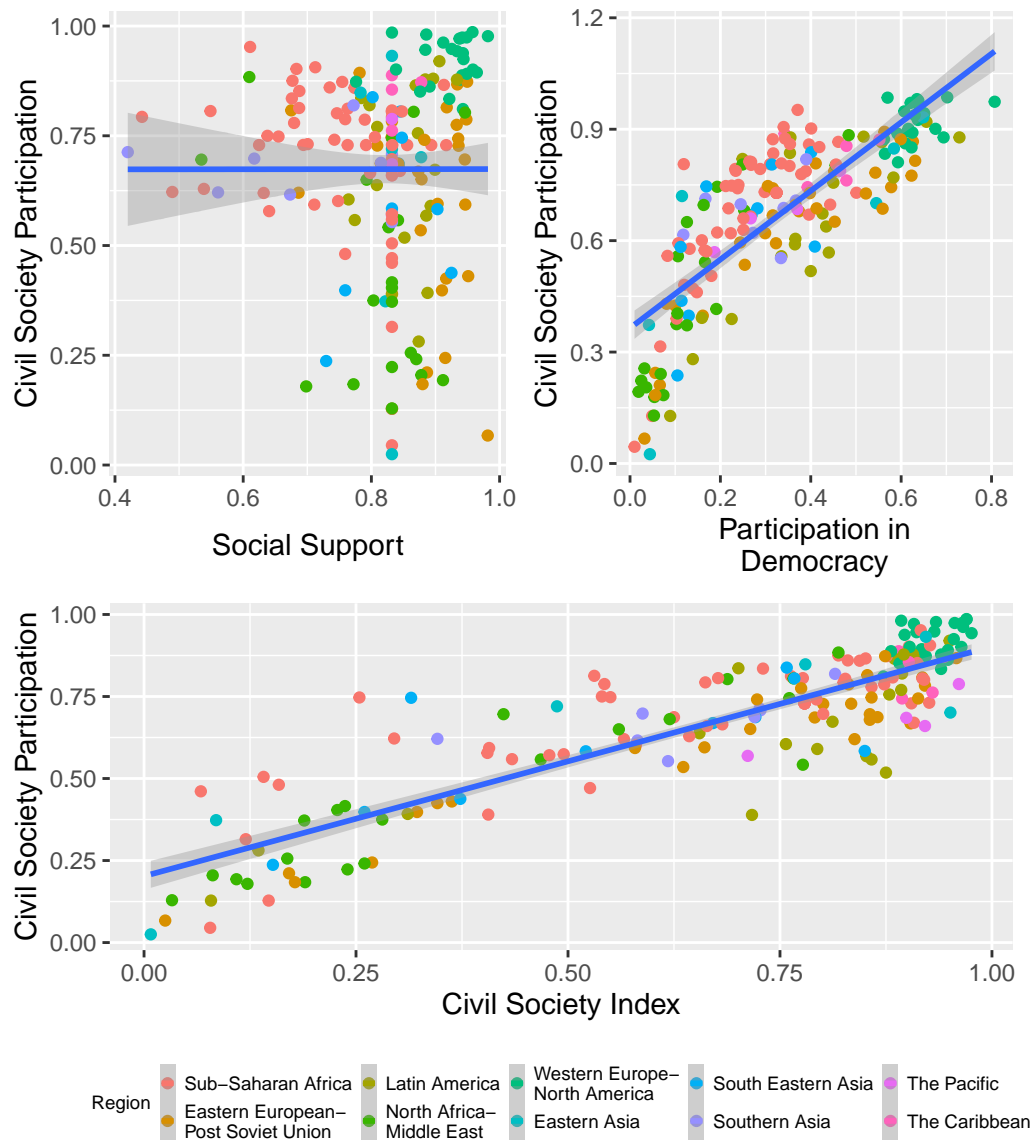 1.00
0.75
0.50
0.25
0.00
Civil Society Participation
0.4 0.6 0.8 1.0
Social Support
1.2
0.9
0.6
0.3
0.0
Civil Society Participation
0.0 0.2 0.4 0.6 0.8
Participation in
Democracy
1.00
0.75
0.50
0.25
0.00
Civil Society Participation
0.00 0.25 0.50 0.75 1.00
Civil Society Index
Region
Sub−Saharan Africa
Eastern European−
Post Soviet Union
Latin America
North Africa−
Middle East
Western Europe−
North America
Eastern Asia
South Eastern Asia
Southern Asia
The Pacific
The Caribbean